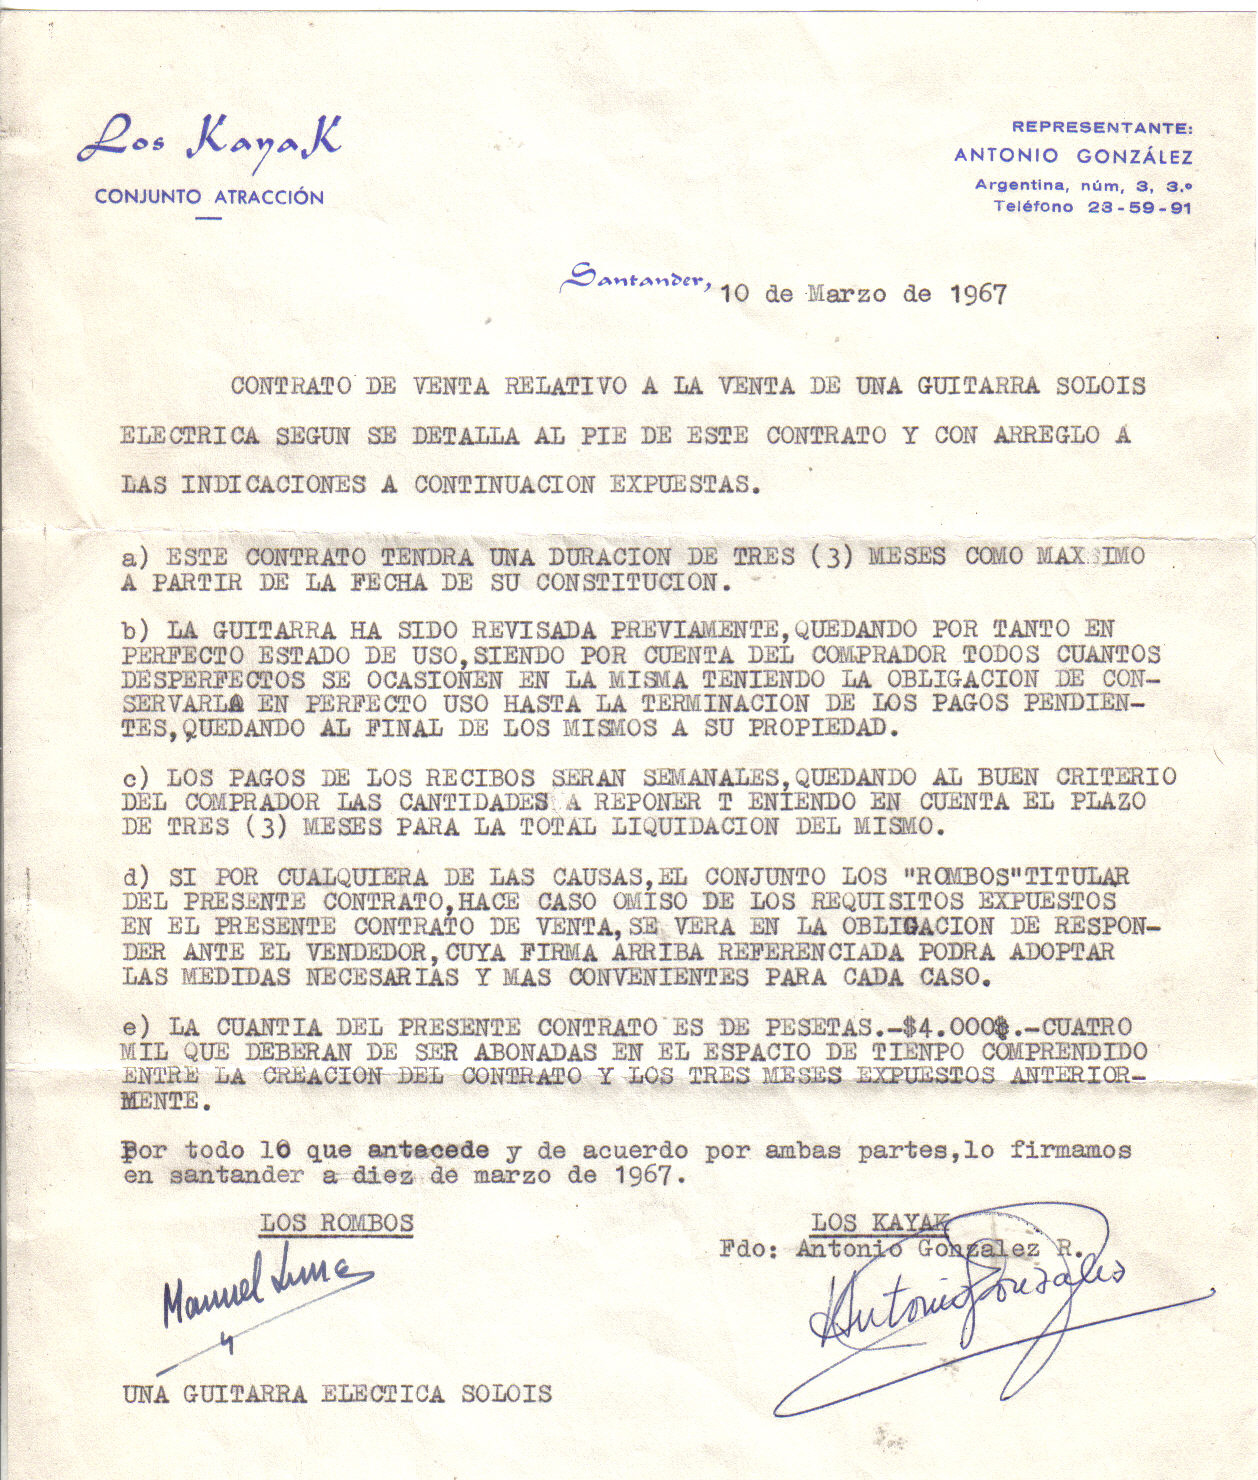 Los KayaK
CONJUNTO ATRACCIÓN
REPRESENTANTE:
ANTONIO GONZÁLEZ
Argentina, núm, 3, 3.º
Teléfono 23-59-91
Santander, 10 de Marzo de 1967
CONTRATO DE VENTA RELATIVO A LA VENTA DE UNA GUITARRA SOLOIS
ELECTRICA SEGUN SE DETALLA AL PIE DE ESTE CONTRATO Y CON ARREGLO A
LAS INDICACIONES A CONTINUACION EXPUESTAS.
a) ESTE CONTRATO TENDRA UNA DURACION DE TRES (3) MESES COMO MAXSIMO
A PARTIR DE LA FECHA DE SU CONSTITUCION.
b) LA GUITARRA HA SIDO REVISADA PREVIAMENTE,QUEDANDO POR TANTO EN
PERFECTO ESTADO DE USO,SIENDO POR CUENTA DEL COMPRADOR TODOS CUANTOS
DESPERFECTOS SE OCASIONEN EN LA MISMA TENIENDO LA OBLIGACION DE CON-
SERVARLA EN PERFECTO USO HASTA LA TERMINACION DE LOS PAGOS PENDIEN-
TES,QUEDANDO AL FINAL DE LOS MISMOS A SU PROPIEDAD.
c) LOS PAGOS DE LOS RECIBOS SERAN SEMANALES,QUEDANDO AL BUEN CRITERIO
DEL COMPRADOR LAS CANTIDADES A REPONER T ENIENDO EN CUENTA EL PLAZO
DE TRES (3) MESES PARA LA TOTAL LIQUIDACION DEL MISMO.
d) SI POR CUALQUIERA DE LAS CAUSAS,EL CONJUNTO LOS "ROMBOS"TITULAR
DEL PRESENTE CONTRATO,HACE CASO OMISO DE LOS REQUISITOS EXPUESTOS
EN EL PRESENTE CONTRATO DE VENTA,SE VERA EN LA OBLIGACION DE RESPON-
DER ANTE EL VENDEDOR,CUYA FIRMA ARRIBA REFERENCIADA PODRA ADOPTAR
LAS MEDIDAS NECESARIAS Y MAS CONVENIENTES PARA CADA CASO.
e) LA CUANTIA DEL PRESENTE CONTRATO ES DE PESETAS.-$4.000$.-CUATRO
MIL QUE DEBERAN DE SER ABONADAS EN EL ESPACIO DE TIENPO COMPRENDIDO
ENTRE LA CREACION DEL CONTRATO Y LOS TRES MESES EXPUESTOS ANTERIOR-
MENTE.
Por todo lo que antecede y de acuerdo por ambas partes,lo firmamos
en santander a diez de marzo de 1967.
LOS ROMBOS
LOS KAYAK
Fdo: Antonio Gonzalez R.
Manuel Luna
Antonio Gonzales
UNA GUITARRA ELECTICA SOLOIS